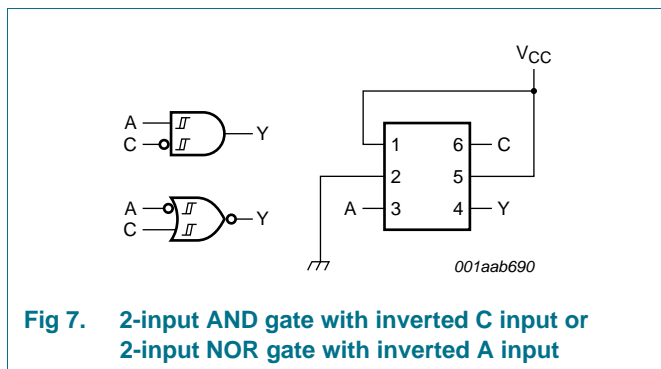 V_CC
A
C
Y
A
C
Y
1 6 C
2 5
A 3 4 Y
001aab690
Fig 7. 2-input AND gate with inverted C input or
2-input NOR gate with inverted A input